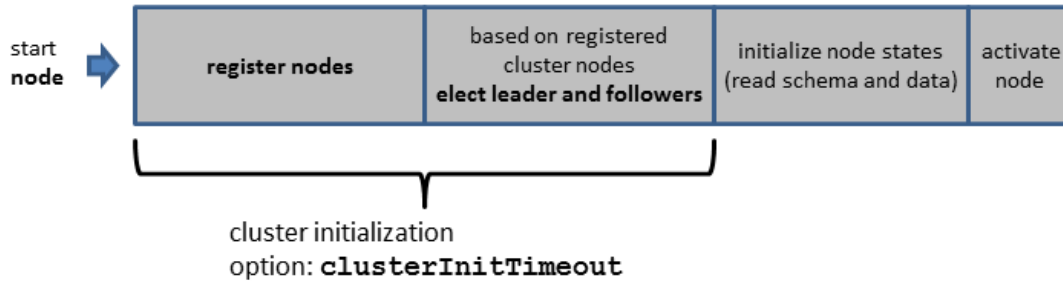 start
node
register nodes
based on registered
cluster nodes
elect leader and followers
initialize node states
(read schema and data)
activate
node
cluster initialization
option: clusterInitTimeout